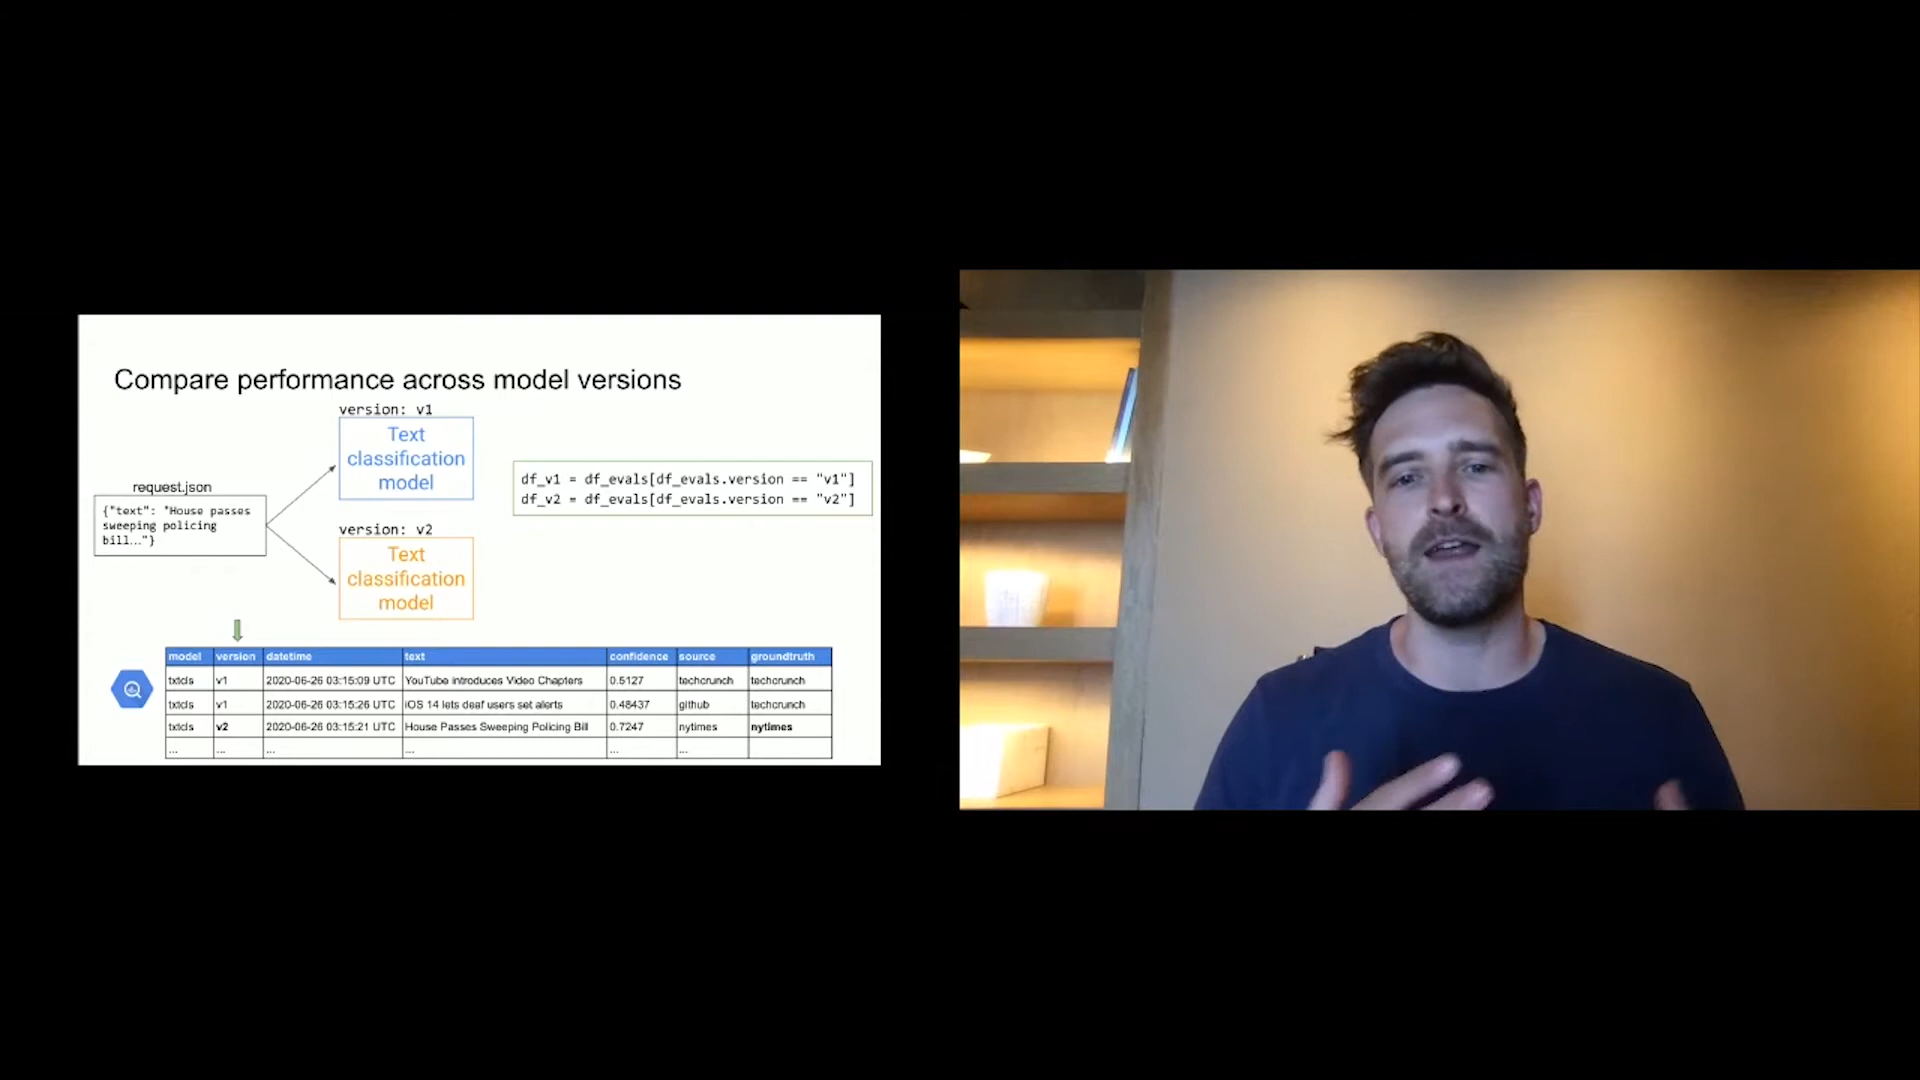 Compare performance across model versions
version: v1
Text
classification
model
request.json
{"text": "House passes
sweeping policing
bill..."}
df_v1 = df_evals[df_evals.version == "v1"]
df_v2 = df_evals[df_evals.version == "v2"]
version: v2
Text
classification
model
model version datetime text confidence source groundtruth
txtcls v1 2020-06-26 03:15:09 UTC YouTube introduces Video Chapters 0.5127 techcrunch techcrunch
txtcls v1 2020-06-26 03:15:26 UTC iOS 14 lets deaf users set alerts 0.48437 github techcrunch
txtcls v2 2020-06-26 03:15:21 UTC House Passes Sweeping Policing Bill 0.7247 nytimes nytimes
... ... ... ... ... ...